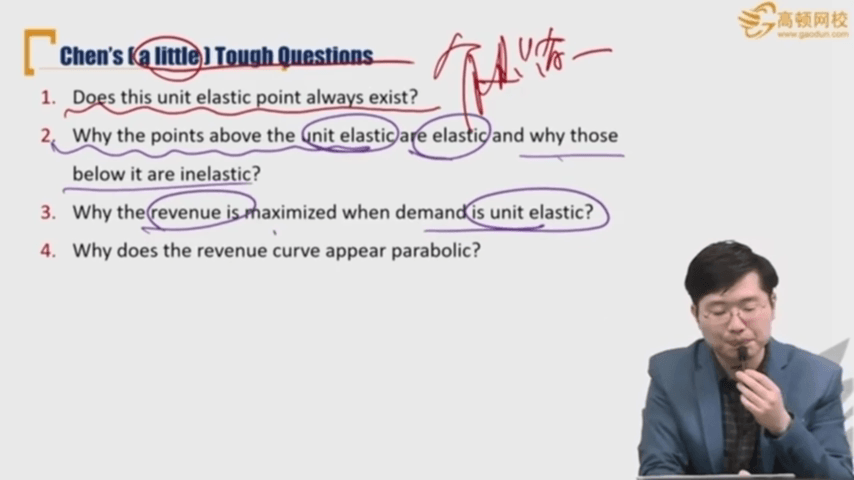 高顿网校
www.gaodun.com
Chen's ( a little ) Tough Questions
1. Does this unit elastic point always exist?
2. Why the points above the unit elastic are elastic and why those
below it are inelastic?
3. Why the revenue is maximized when demand is unit elastic?
4. Why does the revenue curve appear parabolic?